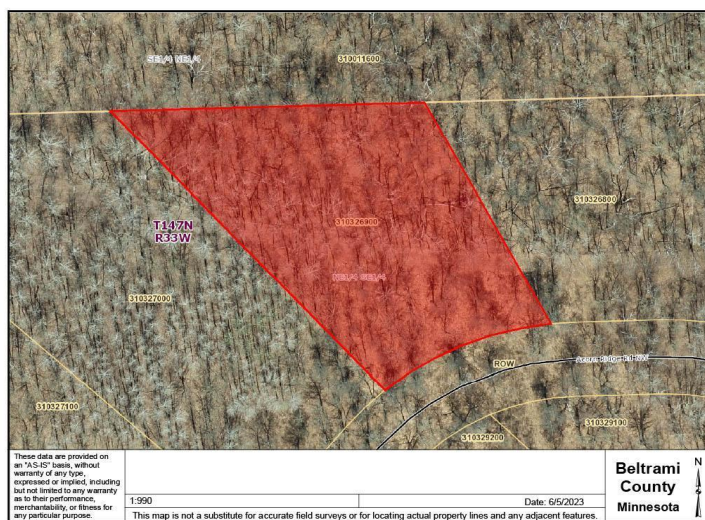 SE1/4 NE1/4
310011600
310326800
310326900
T147N
R33W
NE1/4 SE1/4
310327000
ROW
310327100
310329100
310329200
These data are provided on
an "AS-IS" basis, without
warranty of any type,
expressed or implied, including
but not limited to any warranty
as to their performance,
merchantability, or fitness for
any particular purpose.
1:990
Date: 6/5/2023
This map is not a substitute for accurate field surveys or for locating actual property lines and any adjacent features.
Beltrami
County
Minnesota
N